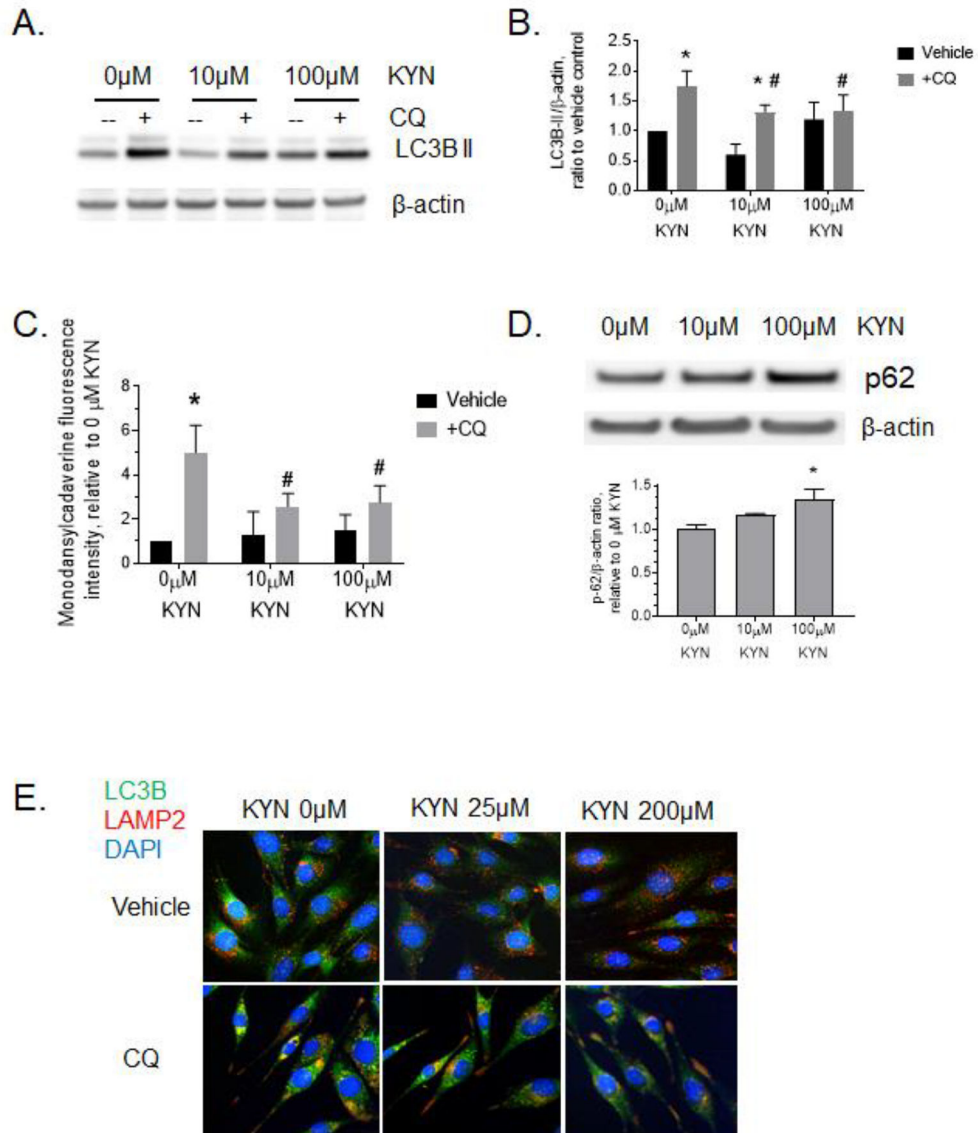 A.
0μM 10μM 100μM KYN
-- + -- + -- + CQ
LC3B II
β-actin
B.
LC3B-II/β-actin,
ratio to vehicle control
2.5
2.0
1.5
1.0
0.5
0.0
* * # #
0μM 10μM 100μM
KYN KYN KYN
Vehicle
+CQ
C.
Monodansylcadaverine fluorescence
intensity, relative to 0 μM KYN
8
6
4
2
0
* # #
0μM 10μM 100μM
KYN KYN KYN
Vehicle
+CQ
D.
0μM 10μM 100μM KYN
p62
β-actin
p-62/β-actin ratio,
relative to 0 μM KYN
1.5
1.0
0.5
0.0
*
0μM 10μM 100μM
KYN KYN KYN
E.
LC3B
LAMP2
DAPI
KYN 0μM KYN 25μM KYN 200μM
Vehicle
CQ